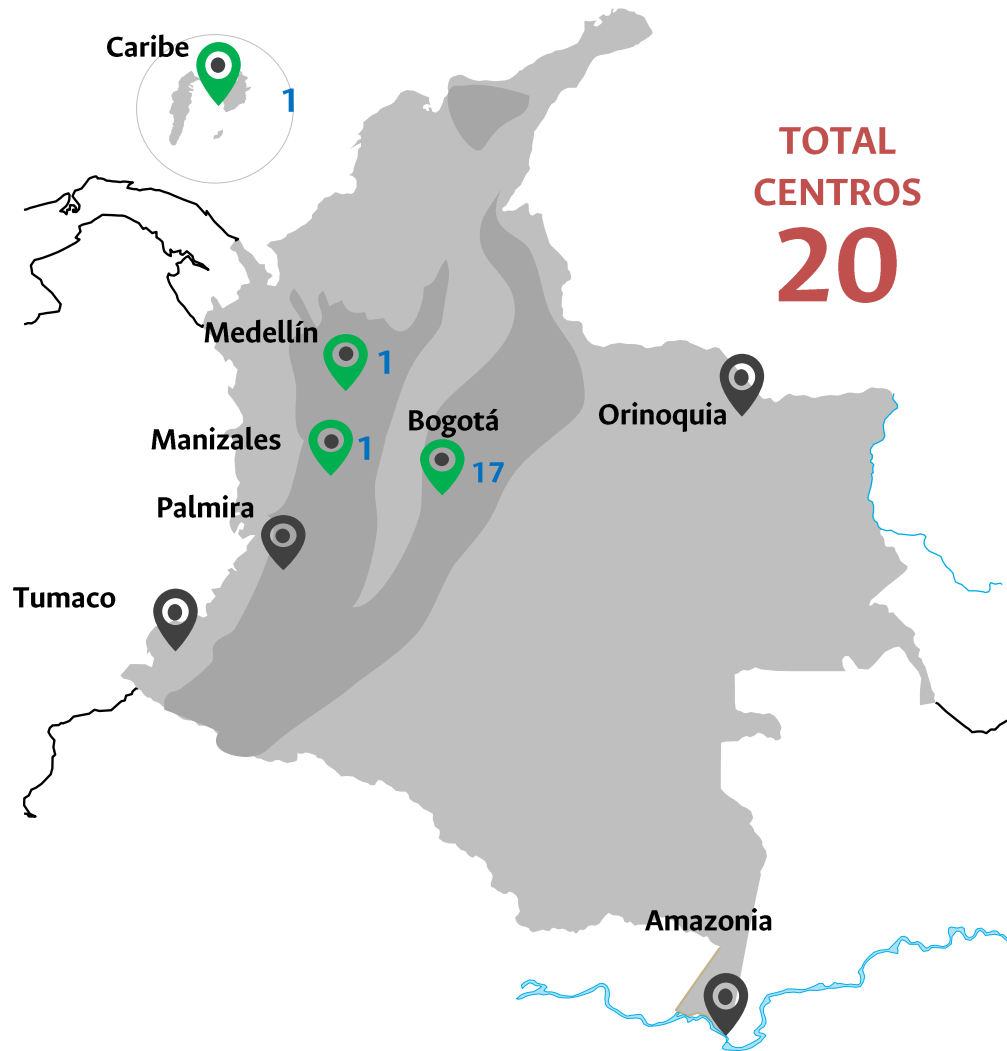 Caribe
1
TOTAL
CENTROS
20
Medellín
1
Orinoquia
Bogotá
17
Manizales
1
Palmira
Tumaco
Amazonia